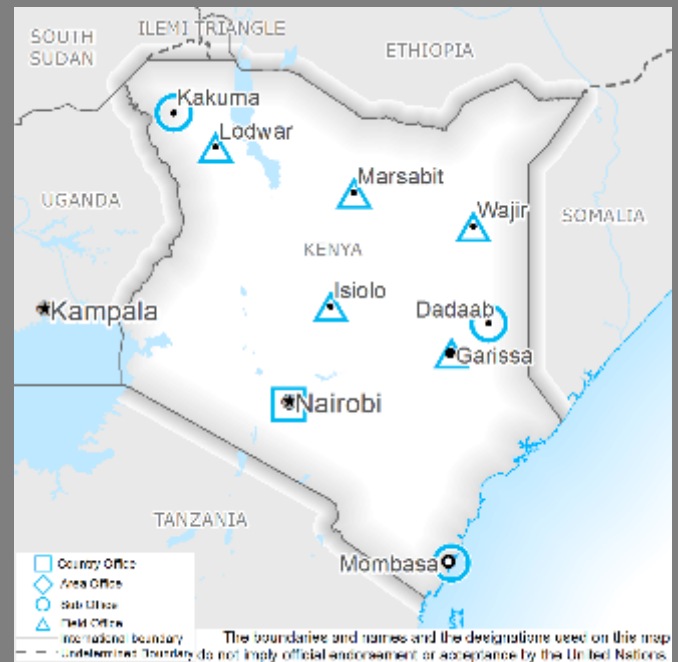 ILEMI TRIANGLE
SOUTH
SUDAN
ETHIOPIA
Kakuma
Lodwar
Marsabit
UGANDA
Wajir
SOMALIA
KENYA
Isiolo
Kampala
Dadaab
Garissa
Nairobi
TANZANIA
Mombasa
Country Office
Area Office
Sub Office
Field Office
International boundary
Undetermined Boundary
The boundaries and names and the designations used on this map
do not imply official endorsement or acceptance by the United Nations.